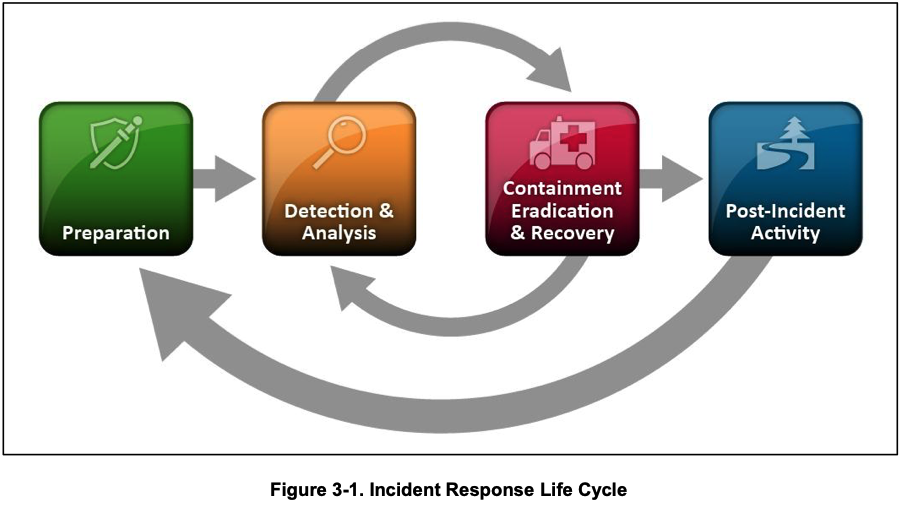 Preparation
Detection &
Analysis
Containment
Eradication
& Recovery
Post-Incident
Activity
Figure 3-1. Incident Response Life Cycle